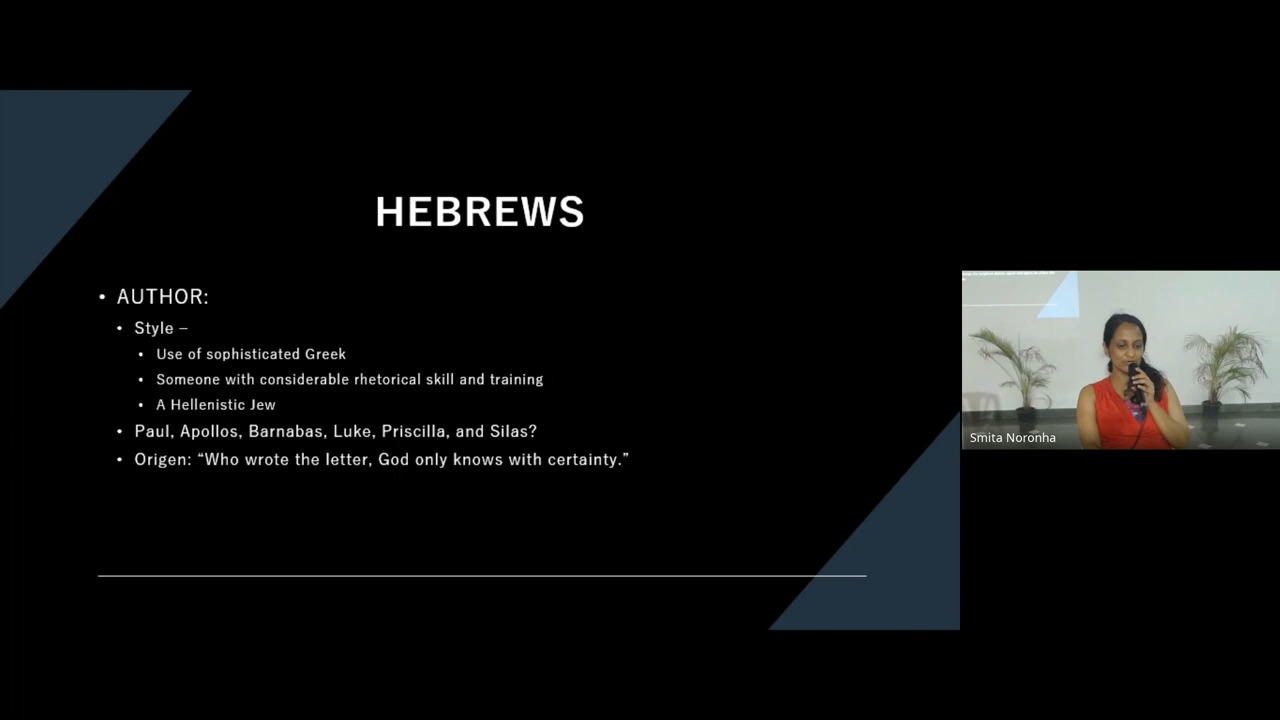 HEBREWS
• AUTHOR:
• Style –
• Use of sophisticated Greek
• Someone with considerable rhetorical skill and training
• A Hellenistic Jew
• Paul, Apollos, Barnabas, Luke, Priscilla, and Silas?
• Origen: “Who wrote the letter, God only knows with certainty.”
Smita Noronha